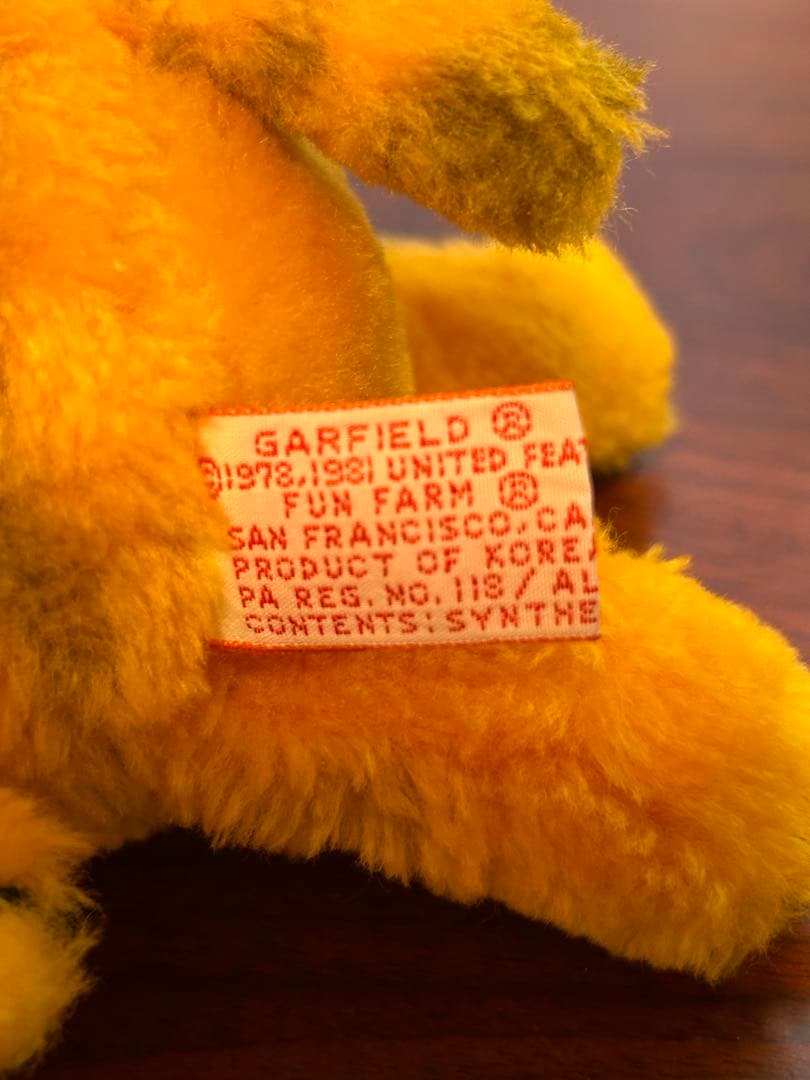 GARFIELD ®
©1978,1981 UNITED FEAT
FUN FARM ®
SAN FRANCISCO, CA
PRODUCT OF KOREA
PA REG. NO. 118 / AL
CONTENTS: SYNTHE